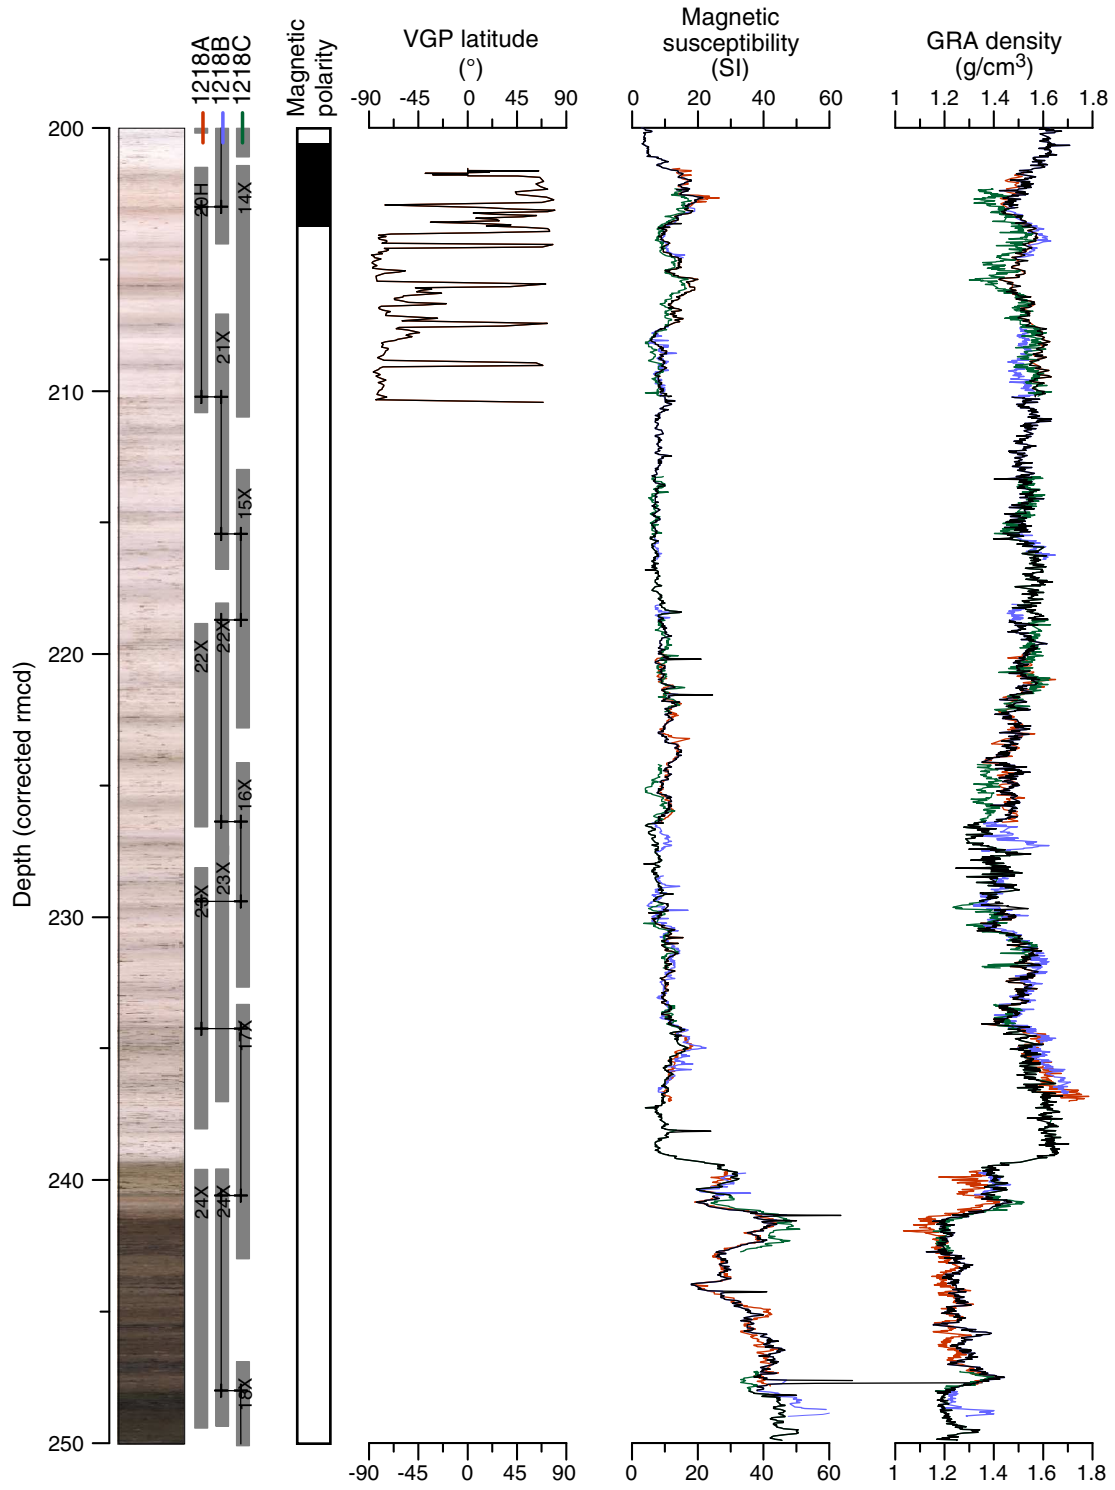 1218A
1218B
1218C
Magnetic
polarity
VGP latitude
(°)
-90 -45 0 45 90
Magnetic
susceptibility
(SI)
0 20 40 60
GRA density
(g/cm³)
1 1.2 1.4 1.6 1.8
Depth (corrected rmcd)
200
210
220
230
240
250
20H
22X
23X
24X
21X
22X
23X
24X
14X
15X
16X
17X
18X
-90 -45 0 45 90
0 20 40 60
1 1.2 1.4 1.6 1.8